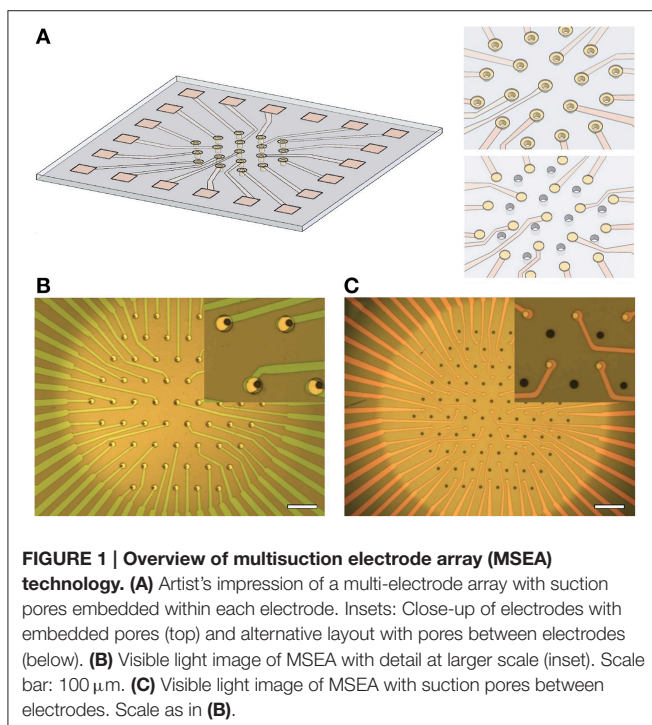 A
B
C
FIGURE 1 | Overview of multisuction electrode array (MSEA)
technology. (A) Artist's impression of a multi-electrode array with suction
pores embedded within each electrode. Insets: Close-up of electrodes with
embedded pores (top) and alternative layout with pores between electrodes
(below). (B) Visible light image of MSEA with detail at larger scale (inset). Scale
bar: 100 μm. (C) Visible light image of MSEA with suction pores between
electrodes. Scale as in (B).